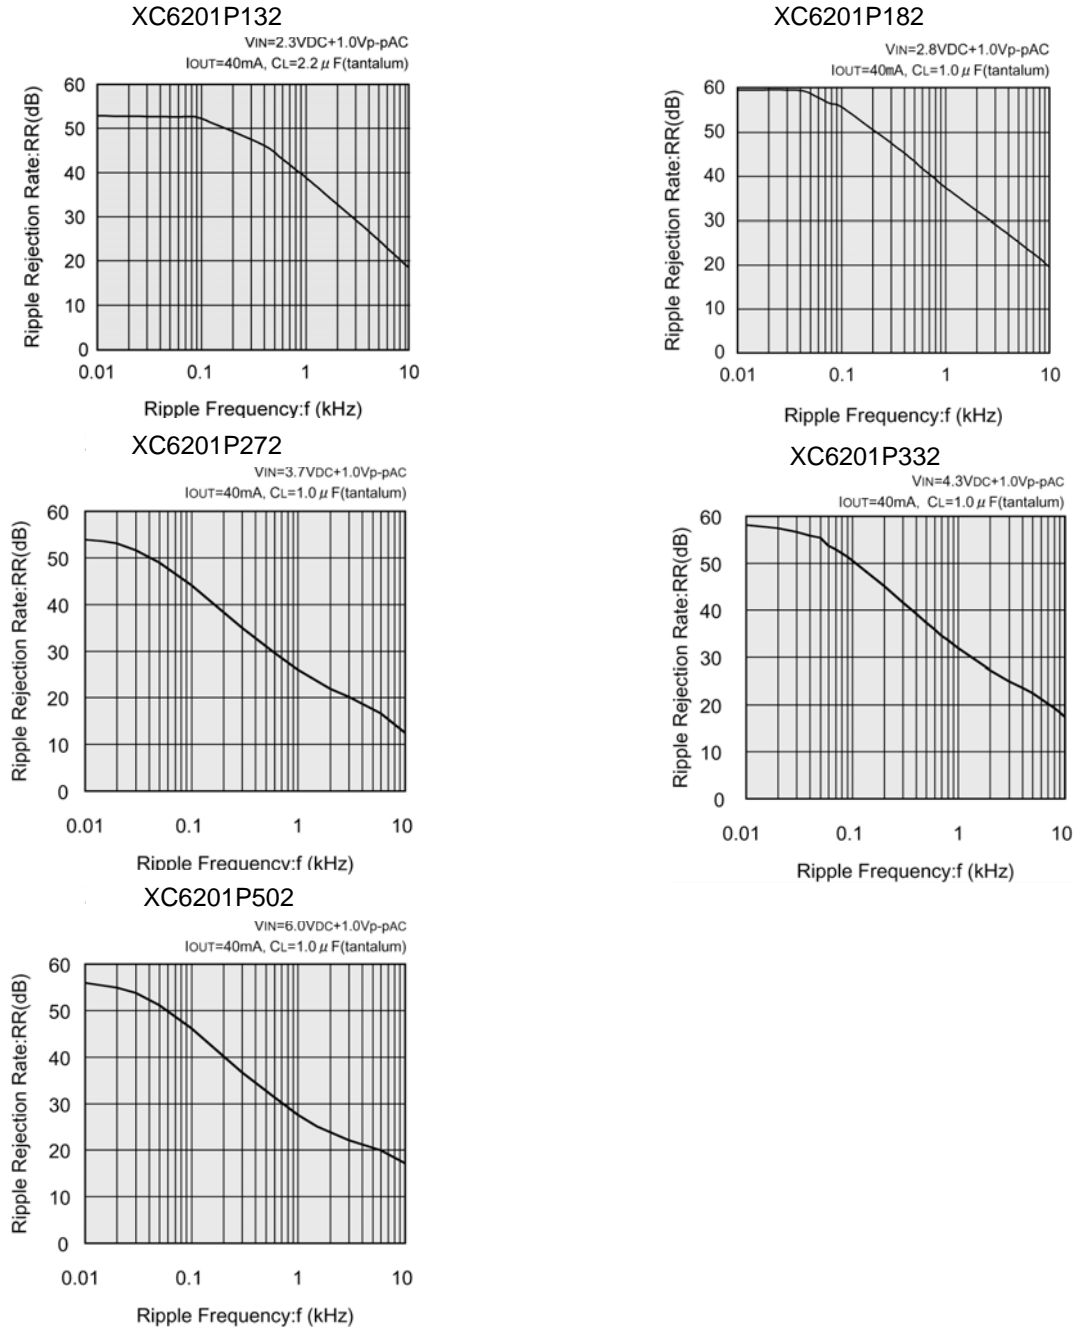 XC6201P132
VIN=2.3VDC+1.0Vp-pAC
IOUT=40mA, CL=2.2 μ F(tantalum)
Ripple Rejection Rate:RR(dB)
60
50
40
30
20
10
0
0.01 0.1 1 10
Ripple Frequency:f (kHz)
XC6201P182
VIN=2.8VDC+1.0Vp-pAC
IOUT=40mA, CL=1.0 μ F(tantalum)
Ripple Rejection Rate:RR(dB)
60
50
40
30
20
10
0
0.01 0.1 1 10
Ripple Frequency:f (kHz)
XC6201P272
VIN=3.7VDC+1.0Vp-pAC
IOUT=40mA, CL=1.0 μ F(tantalum)
Ripple Rejection Rate:RR(dB)
60
50
40
30
20
10
0
0.01 0.1 1 10
Ripple Frequency:f (kHz)
XC6201P332
VIN=4.3VDC+1.0Vp-pAC
IOUT=40mA, CL=1.0 μ F(tantalum)
Ripple Rejection Rate:RR(dB)
60
50
40
30
20
10
0
0.01 0.1 1 10
Ripple Frequency:f (kHz)
XC6201P502
VIN=6.0VDC+1.0Vp-pAC
IOUT=40mA, CL=1.0 μ F(tantalum)
Ripple Rejection Rate:RR(dB)
60
50
40
30
20
10
0
0.01 0.1 1 10
Ripple Frequency:f (kHz)